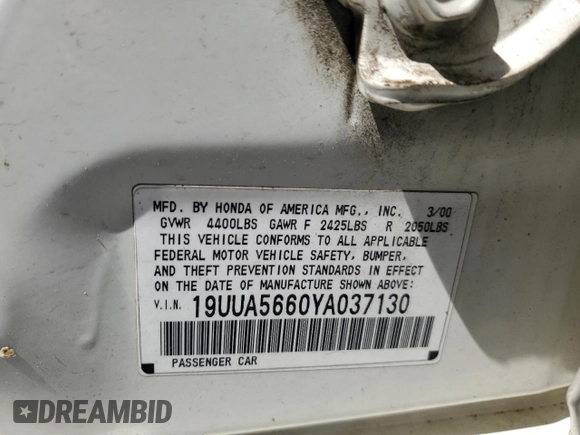 MFD. BY HONDA OF AMERICA MFG., INC. 3/00
GVWR 4400LBS GAWR F 2425LBS R 2050LBS
THIS VEHICLE CONFORMS TO ALL APPLICABLE
FEDERAL MOTOR VEHICLE SAFETY, BUMPER,
AND THEFT PREVENTION STANDARDS IN EFFECT
ON THE DATE OF MANUFACTURE SHOWN ABOVE:
V.I.N. 19UUA5660YA037130
PASSENGER CAR
DREAMBID